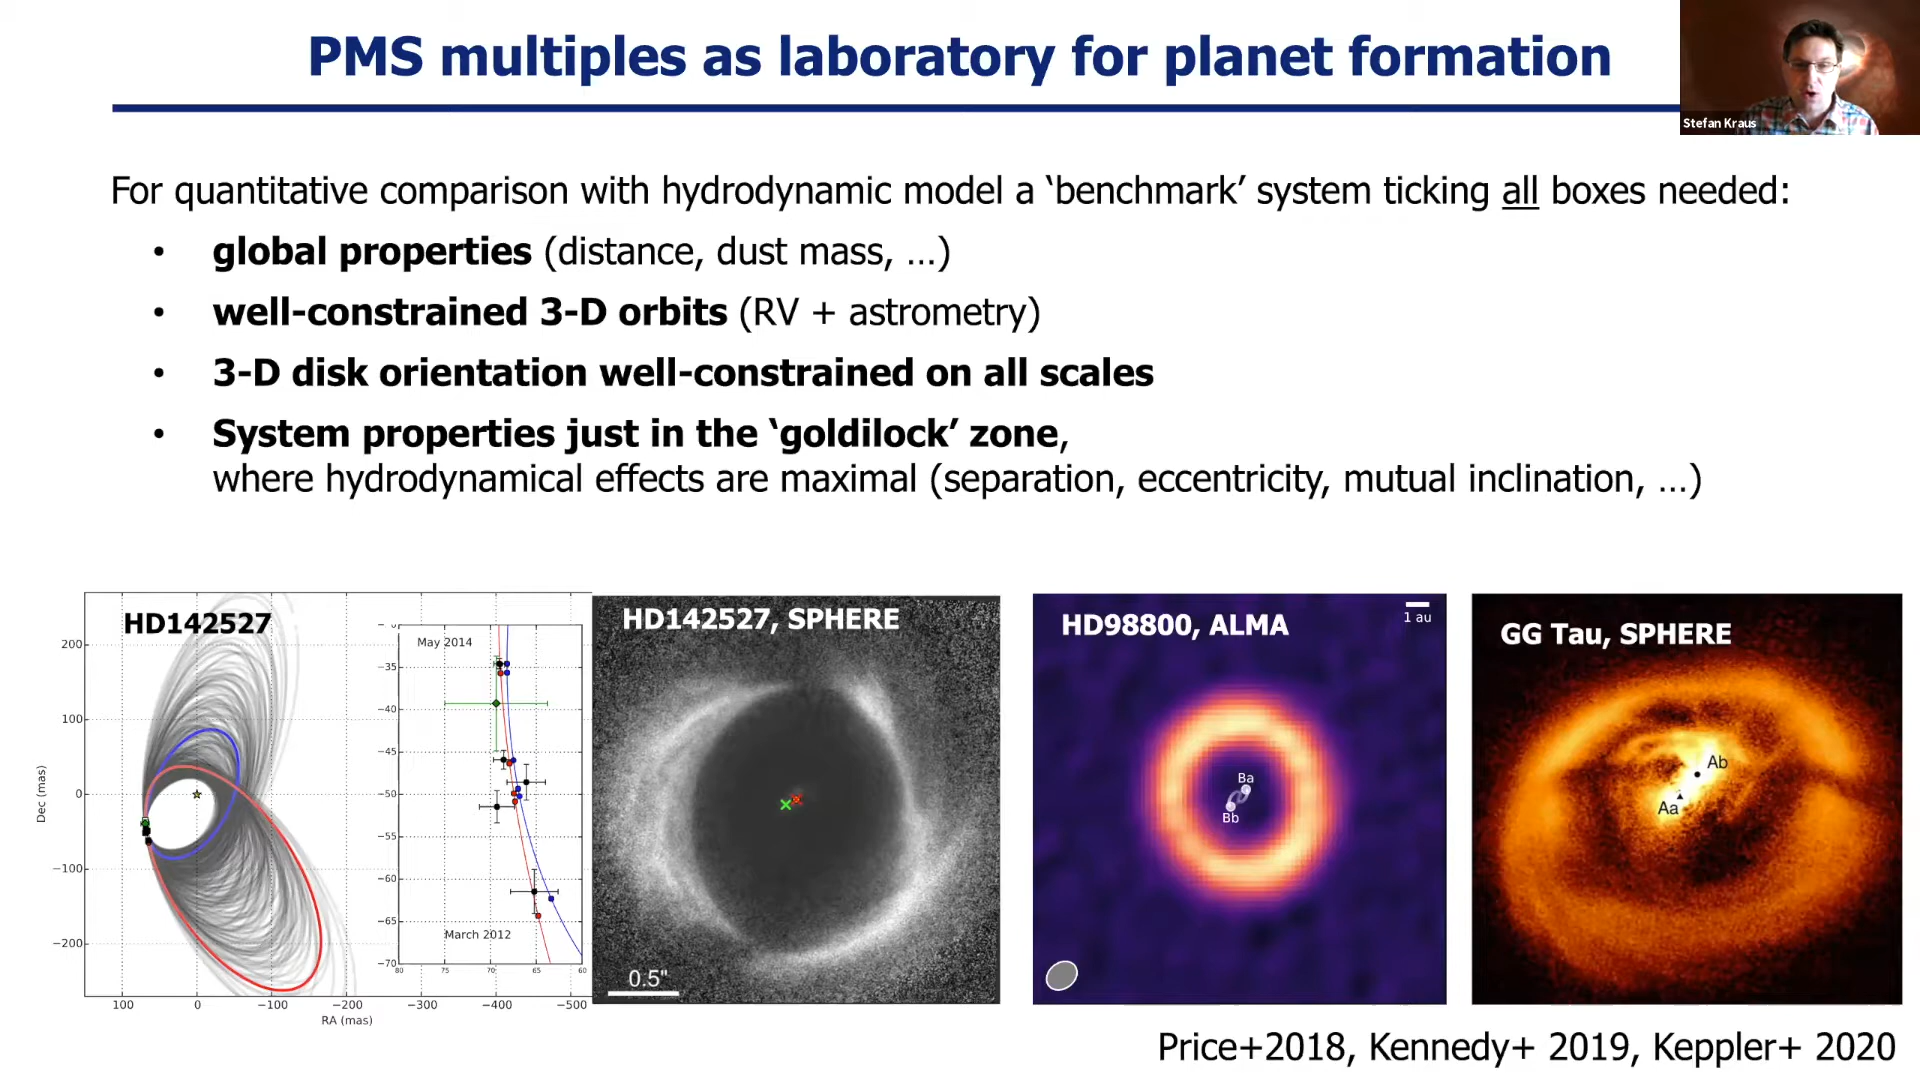 PMS multiples as laboratory for planet formation
Stefan Kraus
For quantitative comparison with hydrodynamic model a ‘benchmark’ system ticking all boxes needed:
• global properties (distance, dust mass, …)
• well-constrained 3-D orbits (RV + astrometry)
• 3-D disk orientation well-constrained on all scales
• System properties just in the ‘goldilock’ zone,
where hydrodynamical effects are maximal (separation, eccentricity, mutual inclination, …)
HD142527
200
100
0
−100
−200
Dec (mas)
100 0 −100 −200 −300 −400 −500
RA (mas)
May 2014
−35
−40
−45
−50
−55
−60
−65
−70
March 2012
80 75 70 65 60
HD142527, SPHERE
0.5"
HD98800, ALMA
1 au
Ba
Bb
GG Tau, SPHERE
Ab
Aa
Price+2018, Kennedy+ 2019, Keppler+ 2020